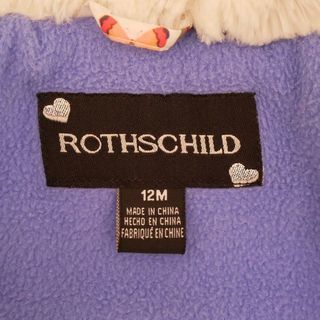 ROTHSCHILD
12M
MADE IN CHINA
HECHO EN CHINA
FABRIQUÉ EN CHINE